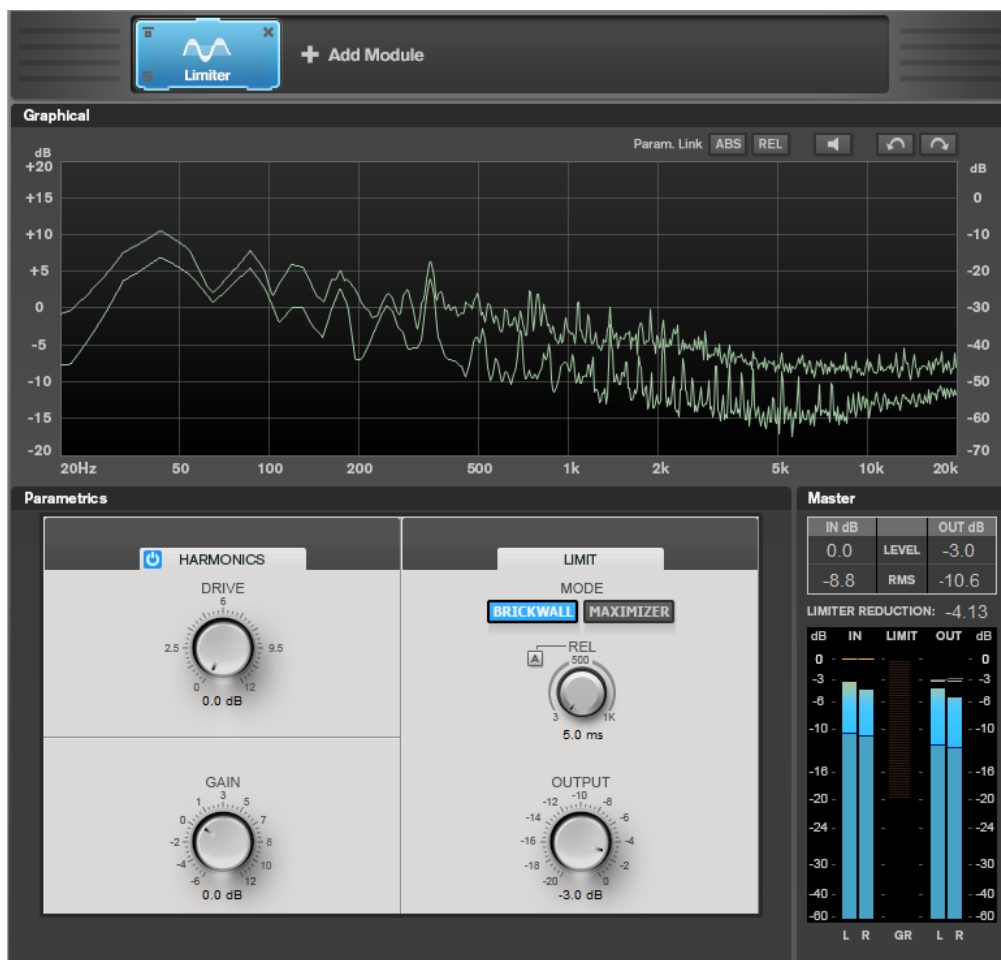 Limiter
S
Add Module
Graphical
Param. Link ABS REL
dB
dB
+20
+15
+10
+5
0
-5
-10
-15
-20
0
-10
-20
-30
-40
-50
-60
-70
20Hz 50 100 200 500 1k 2k 5k 10k 20k
Parametrics
HARMONICS
DRIVE
6
2.5 9.5
0 12
0.0 dB
GAIN
3
1 5
0 7
-2 8
-4 10
-6 12
0.0 dB
LIMIT
MODE
BRICKWALL MAXIMIZER
REL
A 500
3 1K
5.0 ms
OUTPUT
-10
-12 -8
-14 -6
-16 -4
-18 -2
-20 0
-3.0 dB
Master
IN dB OUT dB
0.0 LEVEL -3.0
-8.8 RMS -10.6
LIMITER REDUCTION: -4.13
dB IN LIMIT OUT dB
0 0
-3 -3
-6 -6
-10 -10
-16 -16
-20 -20
-24 -24
-30 -30
-40 -40
-60 -60
L R GR L R